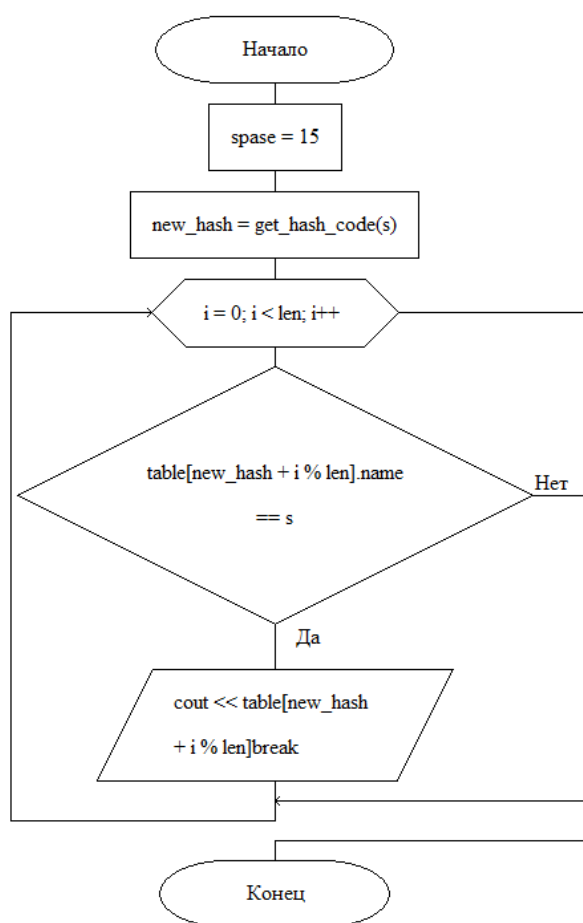 Начало
spase = 15
new_hash = get_hash_code(s)
i = 0; i < len; i++
table[new_hash + i % len].name
== s
Нет
Да
cout << table[new_hash
+ i % len]break
Конец